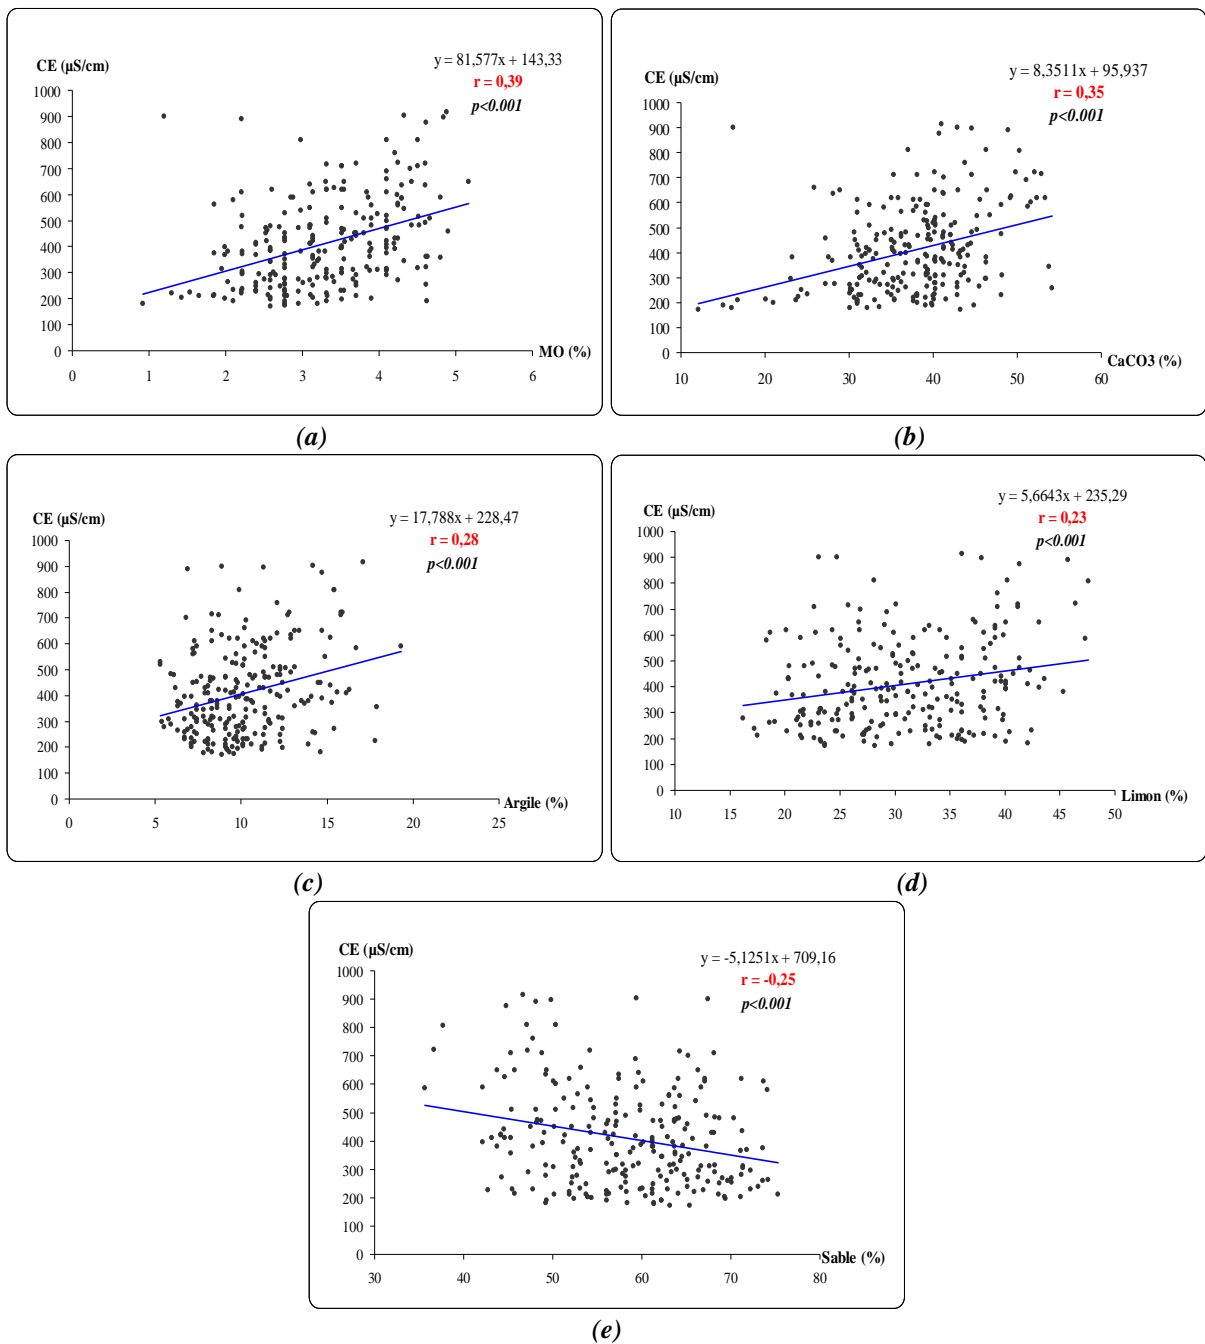 y = 81,577x + 143,33
CE (µS/cm)
r = 0,39
p<0.001
1000
900
800
700
600
500
400
300
200
100
0
0 1 2 3 4 5 6
MO (%)
(a)
y = 8,3511x + 95,937
CE (µS/cm)
r = 0,35
p<0.001
1000
900
800
700
600
500
400
300
200
100
0
10 20 30 40 50 60
CaCO3 (%)
(b)
y = 17,788x + 228,47
CE (µS/cm)
r = 0,28
p<0.001
1000
900
800
700
600
500
400
300
200
100
0
0 5 10 15 20 25
Argile (%)
(c)
y = 5,6643x + 235,29
CE (µS/cm)
r = 0,23
p<0.001
1000
900
800
700
600
500
400
300
200
100
0
10 15 20 25 30 35 40 45 50
Limon (%)
(d)
CE (µS/cm)
y = -5,1251x + 709,16
r = -0,25
p<0.001
1000
900
800
700
600
500
400
300
200
100
0
30 40 50 60 70 80
Sable (%)
(e)